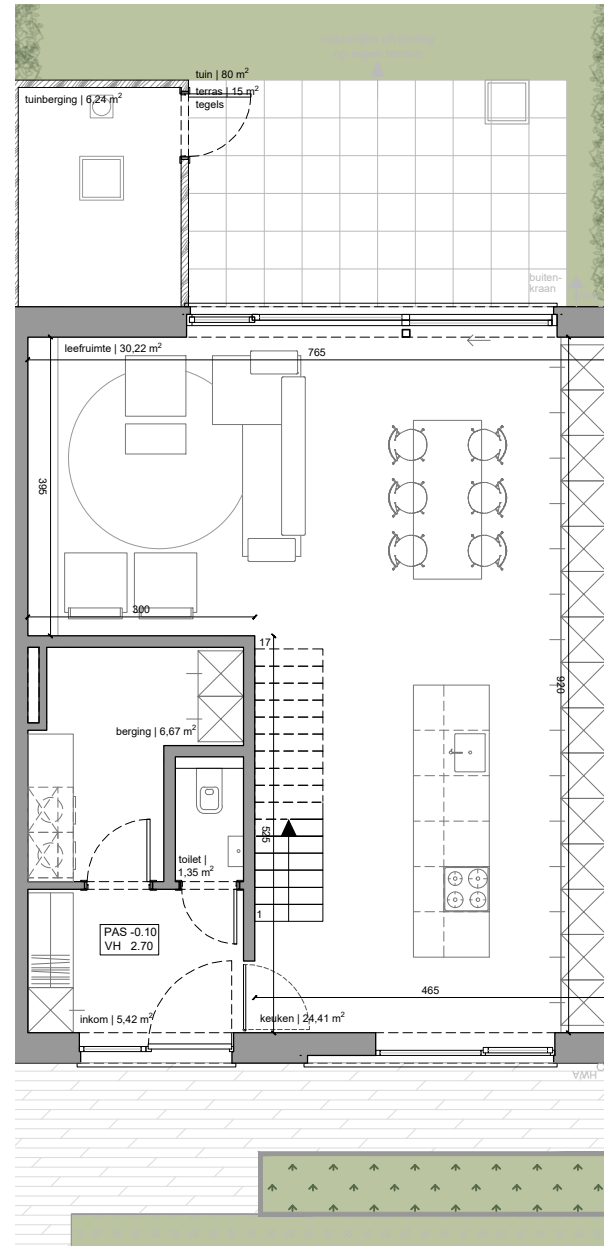 tuin | 80 m²
terras | 15 m²
tegels
tuinberging | 6,24 m²
buiten-
kraan
leefruimte | 30,22 m²
765
395
300
17
920
berging | 6,67 m²
525
toilet |
1,35 m²
1
PAS -0.10
VH 2.70
465
inkom | 5,42 m²
keuken | 24,41 m²
HWA